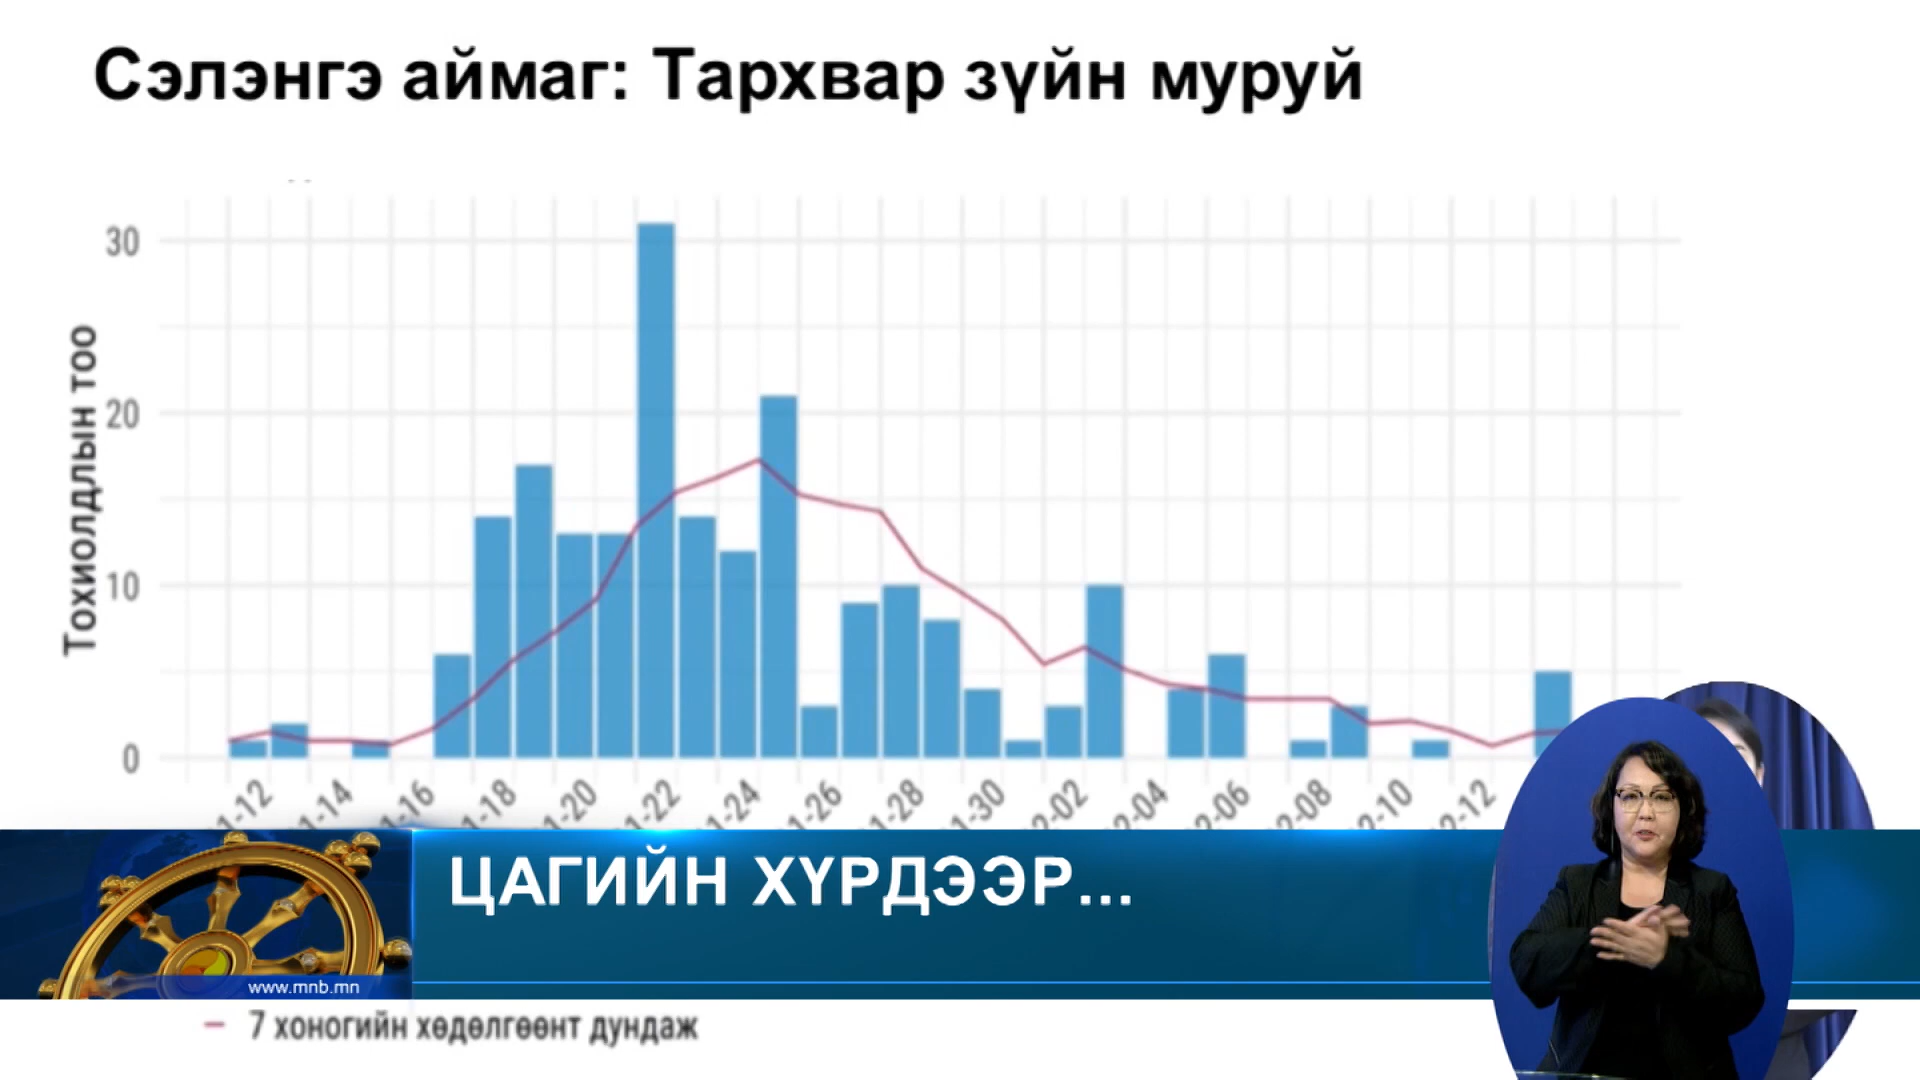 Сэлэнгэ аймаг: Тархвар зүйн муруй
Тохиолдлын тоо
30
20
10
0
1-12 1-14 1-16 1-18 1-20 1-22 1-24 1-26 1-28 1-30 2-02 2-04 2-06 2-08 2-10 2-12
ЦАГИЙН ХҮРДЭЭР...
www.mnb.mn
7 хоногийн хөдөлгөөнт дундаж